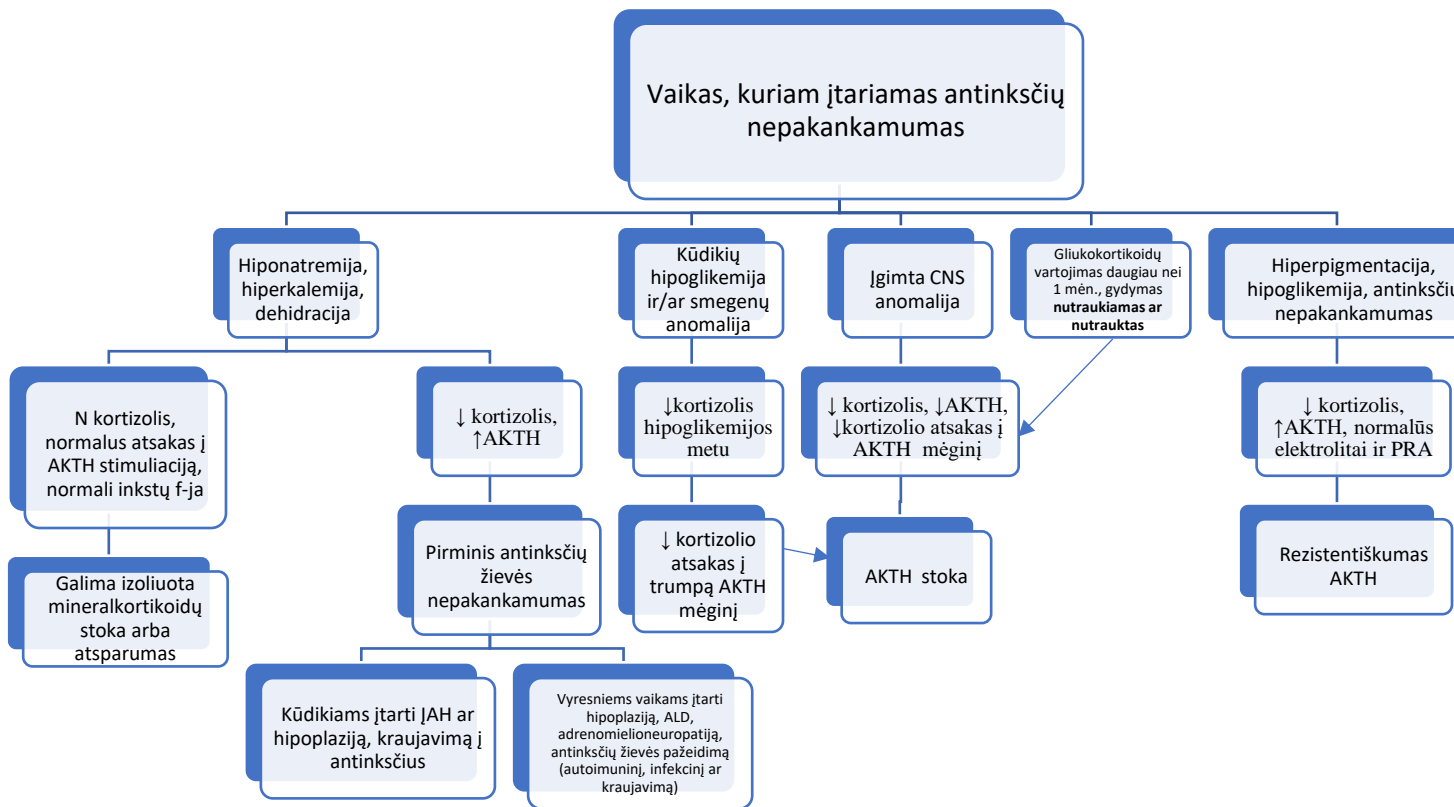 Vaikas, kuriam įtariamas antinksčių
nepakankamumas
Hiponatremija,
hiperkalemija,
dehidracija
Kūdikių
hipoglikemija
ir/ar smegenų
anomalija
Įgimta CNS
anomalija
Gliukokortikoidų
vartojimas daugiau nei
1 mėn., gydymas
nutraukiamas ar
nutrauktas
Hiperpigmentacija,
hipoglikemija, antinksčių
nepakankamumas
N kortizolis,
normalus atsakas į
AKTH stimuliaciją,
normali inkstų f-ja
↓ kortizolis,
↑AKTH
↓kortizolis
hipoglikemijos
metu
↓ kortizolis, ↓AKTH,
↓kortizolio atsakas į
AKTH mėginį
↓ kortizolis,
↑AKTH, normalūs
elektrolitai ir PRA
Galima izoliuota
mineralkortikoidų
stoka arba
atsparumas
Pirminis antinksčių
žievės
nepakankamumas
↓ kortizolio
atsakas į
trumpą AKTH
mėginį
AKTH stoka
Rezistentiškumas
AKTH
Kūdikiams įtarti ĮAH ar
hipoplaziją, kraujavimą į
antinksčius
Vyresniems vaikams įtarti
hipoplaziją, ALD,
adrenomielioneuropatiją,
antinksčių žievės pažeidimą
(autoimuninį, infekcinį ar
kraujavimą)